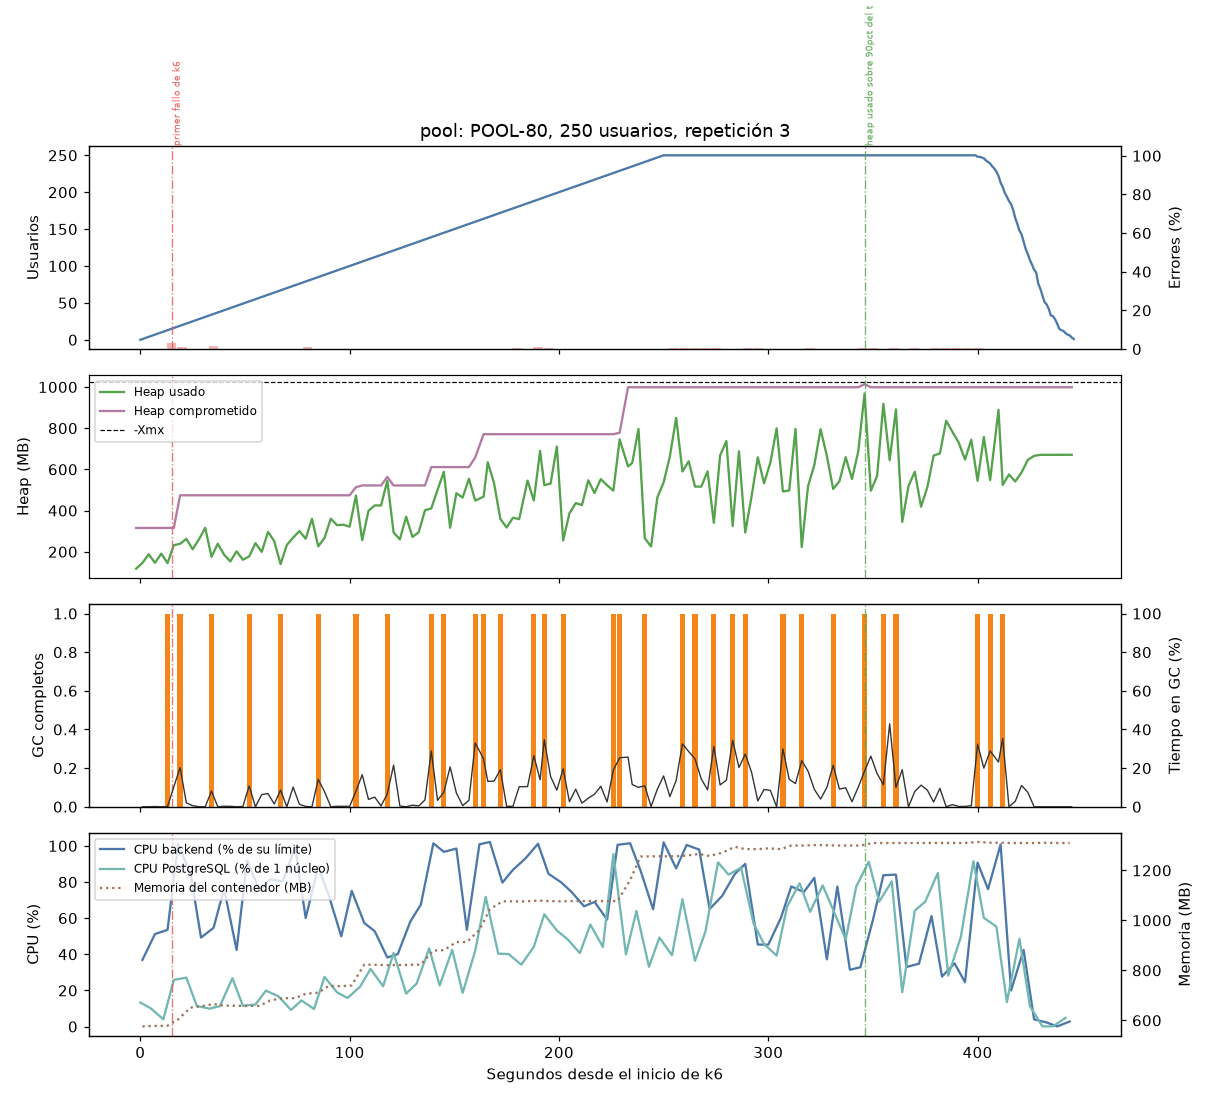 primer fallo de k6
heap usado sobre 90pct del t
pool: POOL-80, 250 usuarios, repetición 3
250
200
150
100
50
0
Usuarios
100
80
60
40
20
0
Errores (%)
1000
800
600
400
200
Heap (MB)
Heap usado
Heap comprometido
-Xmx
1.0
0.8
0.6
0.4
0.2
0.0
GC completos
100
80
60
40
20
0
Tiempo en GC (%)
100
80
60
40
20
0
CPU (%)
CPU backend (% de su límite)
CPU PostgreSQL (% de 1 núcleo)
Memoria del contenedor (MB)
1200
1000
800
600
Memoria (MB)
0
100
200
300
400
Segundos desde el inicio de k6